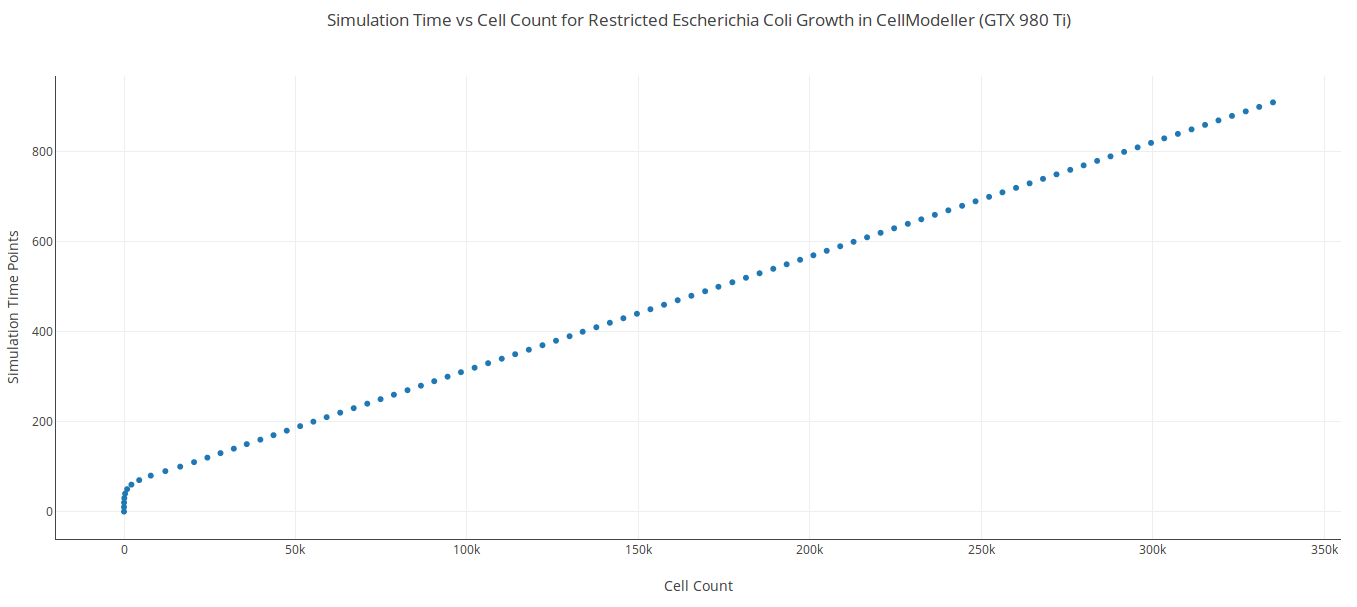 Simulation Time vs Cell Count for Restricted Escherichia Coli Growth in CellModeller (GTX 980 Ti)
Simulation Time Points
800
600
400
200
0
0 50k 100k 150k 200k 250k 300k 350k
Cell Count